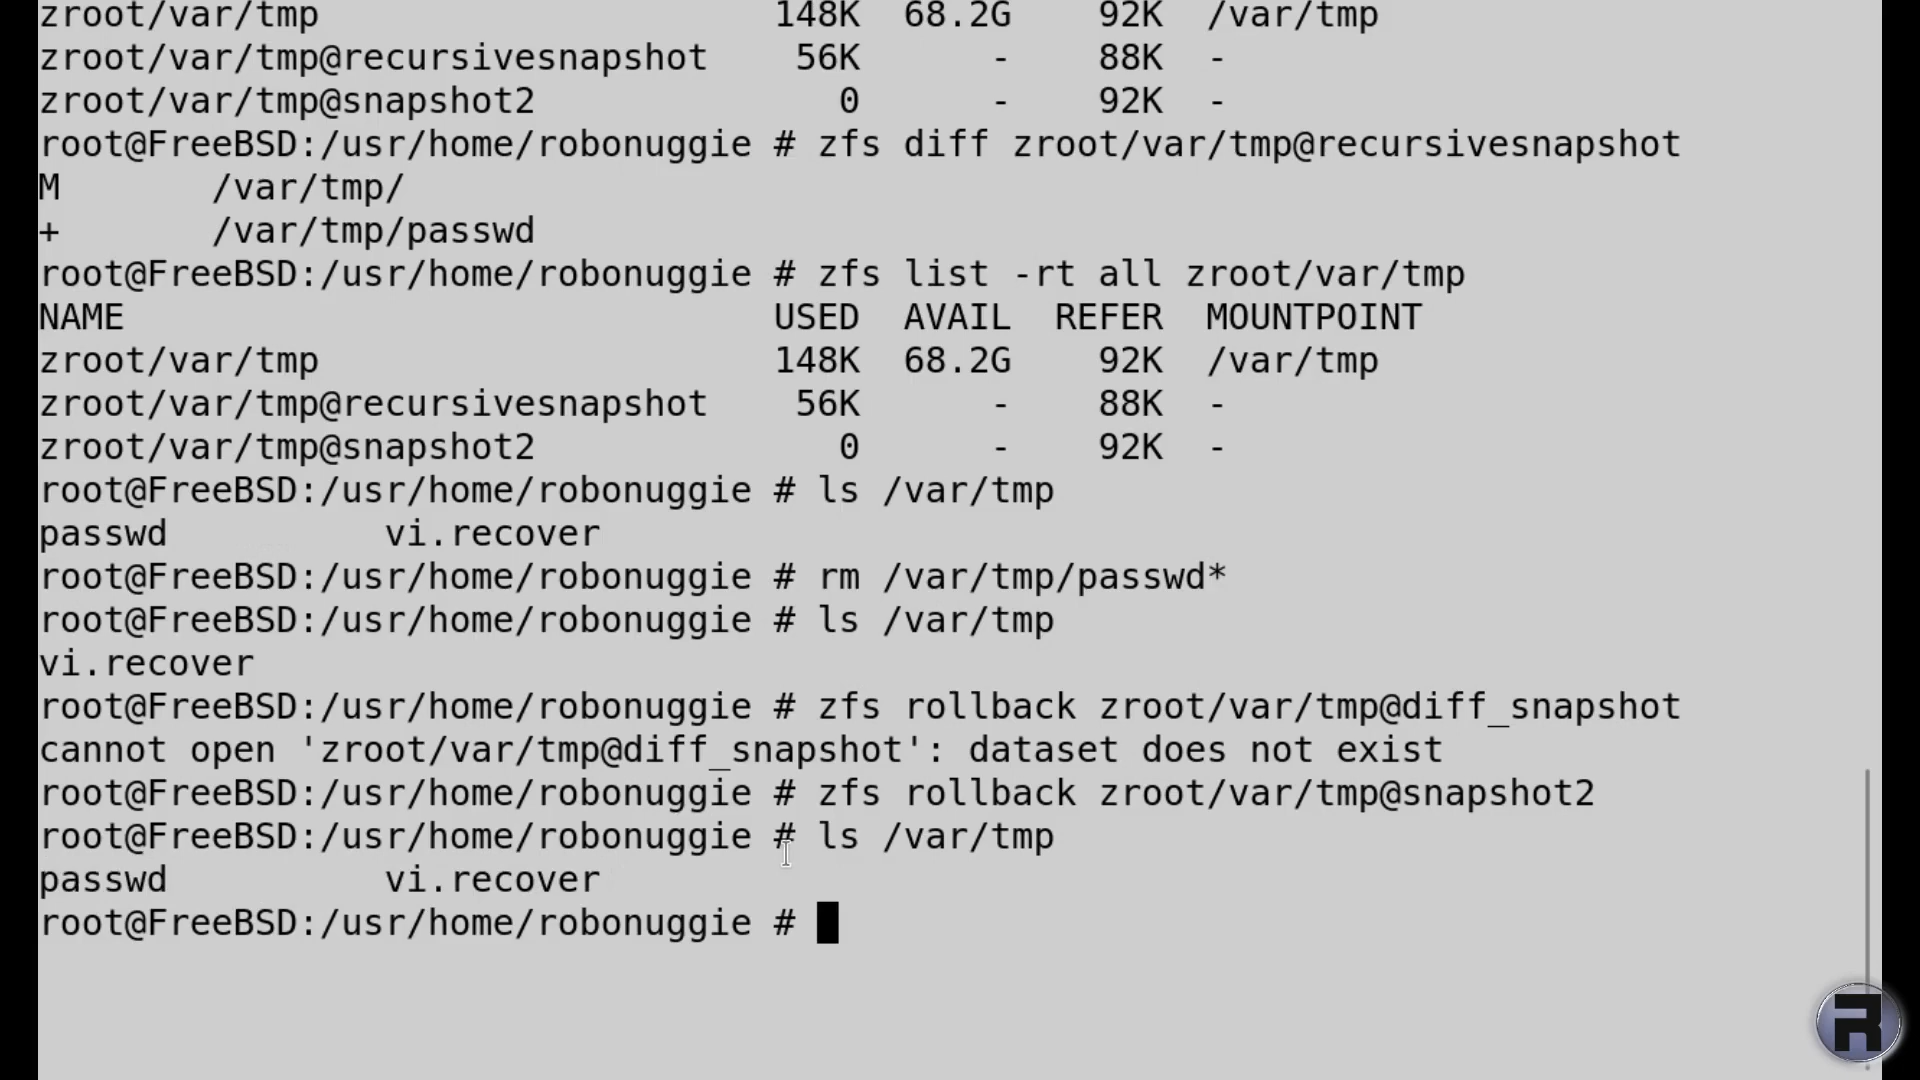 zroot/var/tmp 148K 68.2G 92K /var/tmp
zroot/var/tmp@recursivesnapshot 56K - 88K -
zroot/var/tmp@snapshot2 0 - 92K -
root@FreeBSD:/usr/home/robonuggie # zfs diff zroot/var/tmp@recursivesnapshot
M /var/tmp/
+ /var/tmp/passwd
root@FreeBSD:/usr/home/robonuggie # zfs list -rt all zroot/var/tmp
NAME USED AVAIL REFER MOUNTPOINT
zroot/var/tmp 148K 68.2G 92K /var/tmp
zroot/var/tmp@recursivesnapshot 56K - 88K -
zroot/var/tmp@snapshot2 0 - 92K -
root@FreeBSD:/usr/home/robonuggie # ls /var/tmp
passwd vi.recover
root@FreeBSD:/usr/home/robonuggie # rm /var/tmp/passwd*
root@FreeBSD:/usr/home/robonuggie # ls /var/tmp
vi.recover
root@FreeBSD:/usr/home/robonuggie # zfs rollback zroot/var/tmp@diff_snapshot
cannot open 'zroot/var/tmp@diff_snapshot': dataset does not exist
root@FreeBSD:/usr/home/robonuggie # zfs rollback zroot/var/tmp@snapshot2
root@FreeBSD:/usr/home/robonuggie # ls /var/tmp
passwd vi.recover
root@FreeBSD:/usr/home/robonuggie #
R